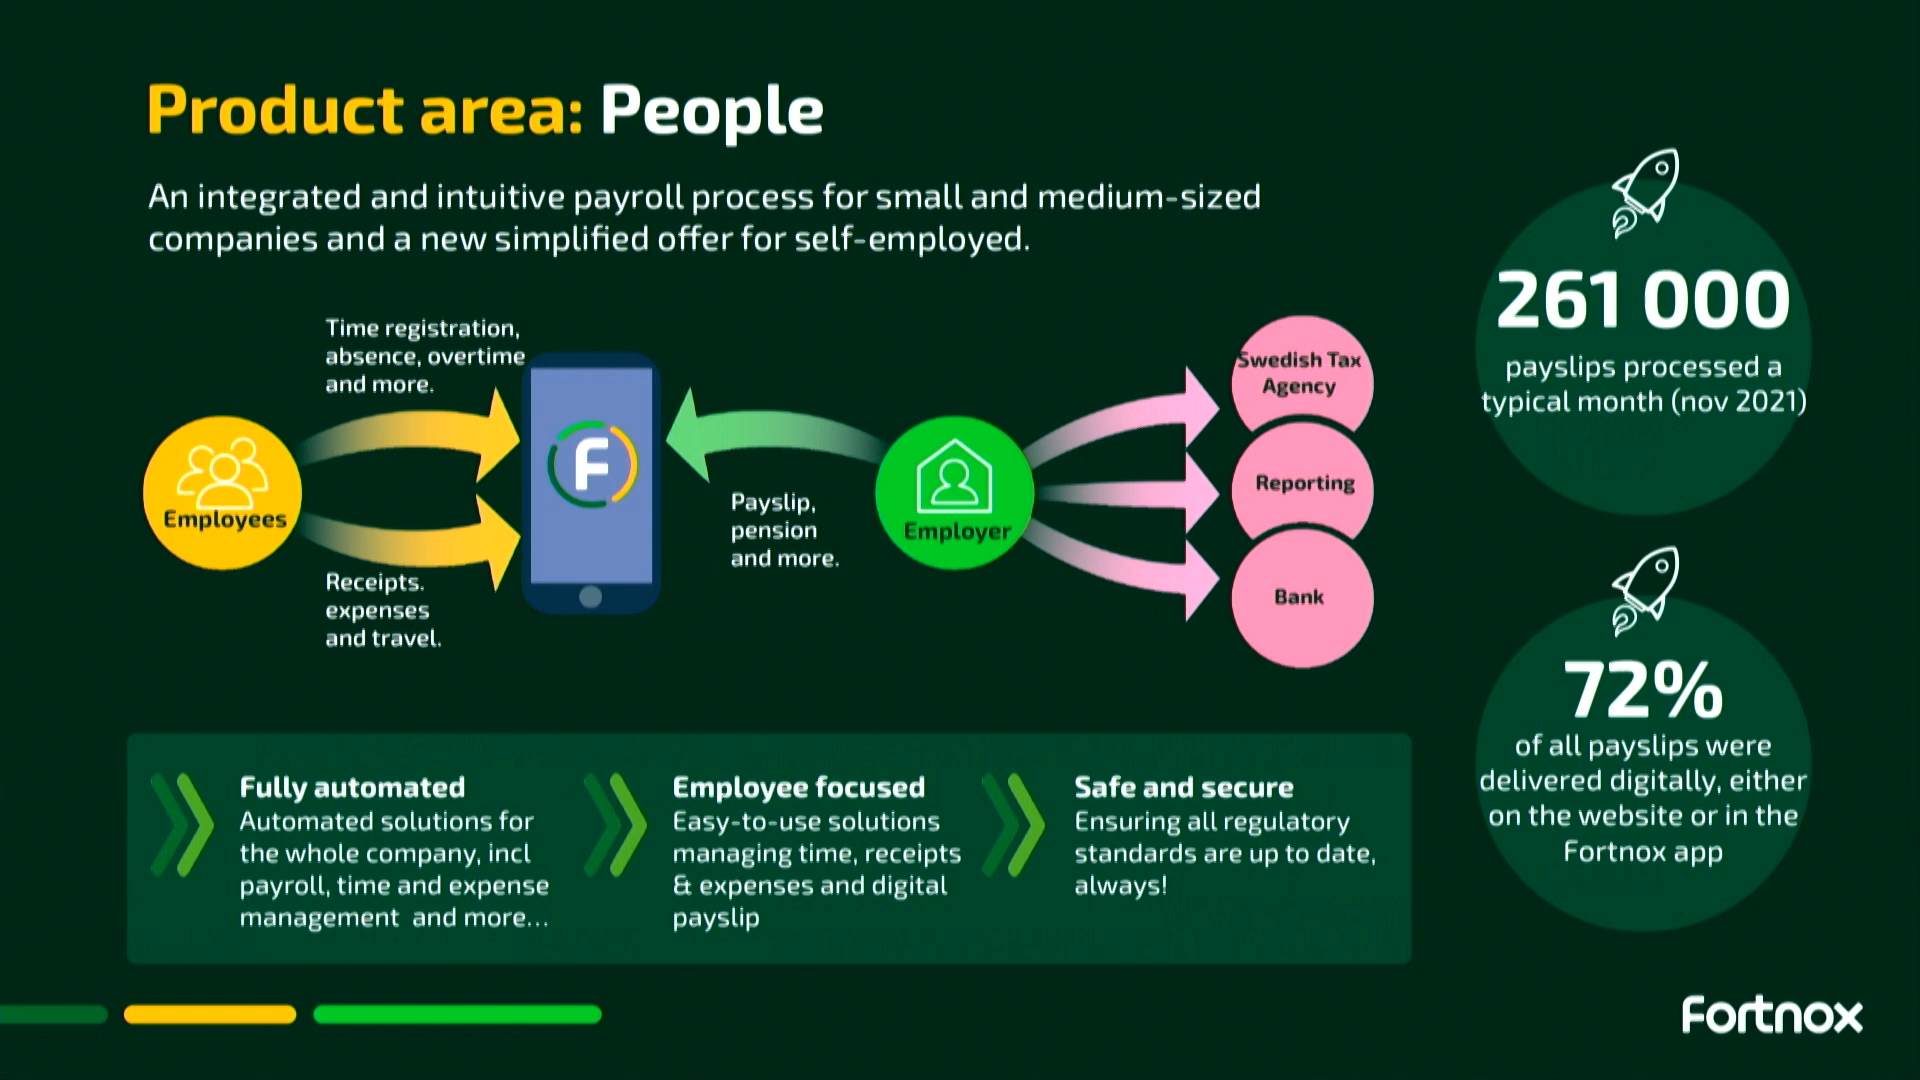 Product area: People
An integrated and intuitive payroll process for small and medium-sized
companies and a new simplified offer for self-employed.
Time registration,
absence, overtime
and more.
Employees
Receipts.
expenses
and travel.
F
Payslip,
pension
and more.
Employer
Swedish Tax
Agency
Reporting
Bank
261 000
payslips processed a
typical month (nov 2021)
72%
of all payslips were
delivered digitally, either
on the website or in the
Fortnox app
Fully automated
Automated solutions for
the whole company, incl
payroll, time and expense
management and more...
Employee focused
Easy-to-use solutions
managing time, receipts
& expenses and digital
payslip
Safe and secure
Ensuring all regulatory
standards are up to date,
always!
Fortnox